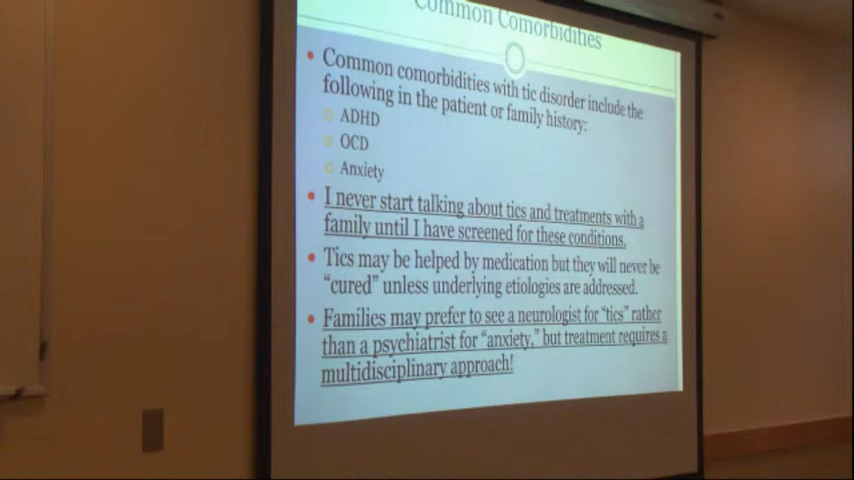 Common Comorbidities
Common comorbidities with tic disorder include the
following in the patient or family history:
ADHD
OCD
Anxiety
I never start talking about tics and treatments with a
family until I have screened for these conditions.
Tics may be helped by medication but they will never be
“cured” unless underlying etiologies are addressed.
Families may prefer to see a neurologist for “tics” rather
than a psychiatrist for “anxiety,” but treatment requires a
multidisciplinary approach!